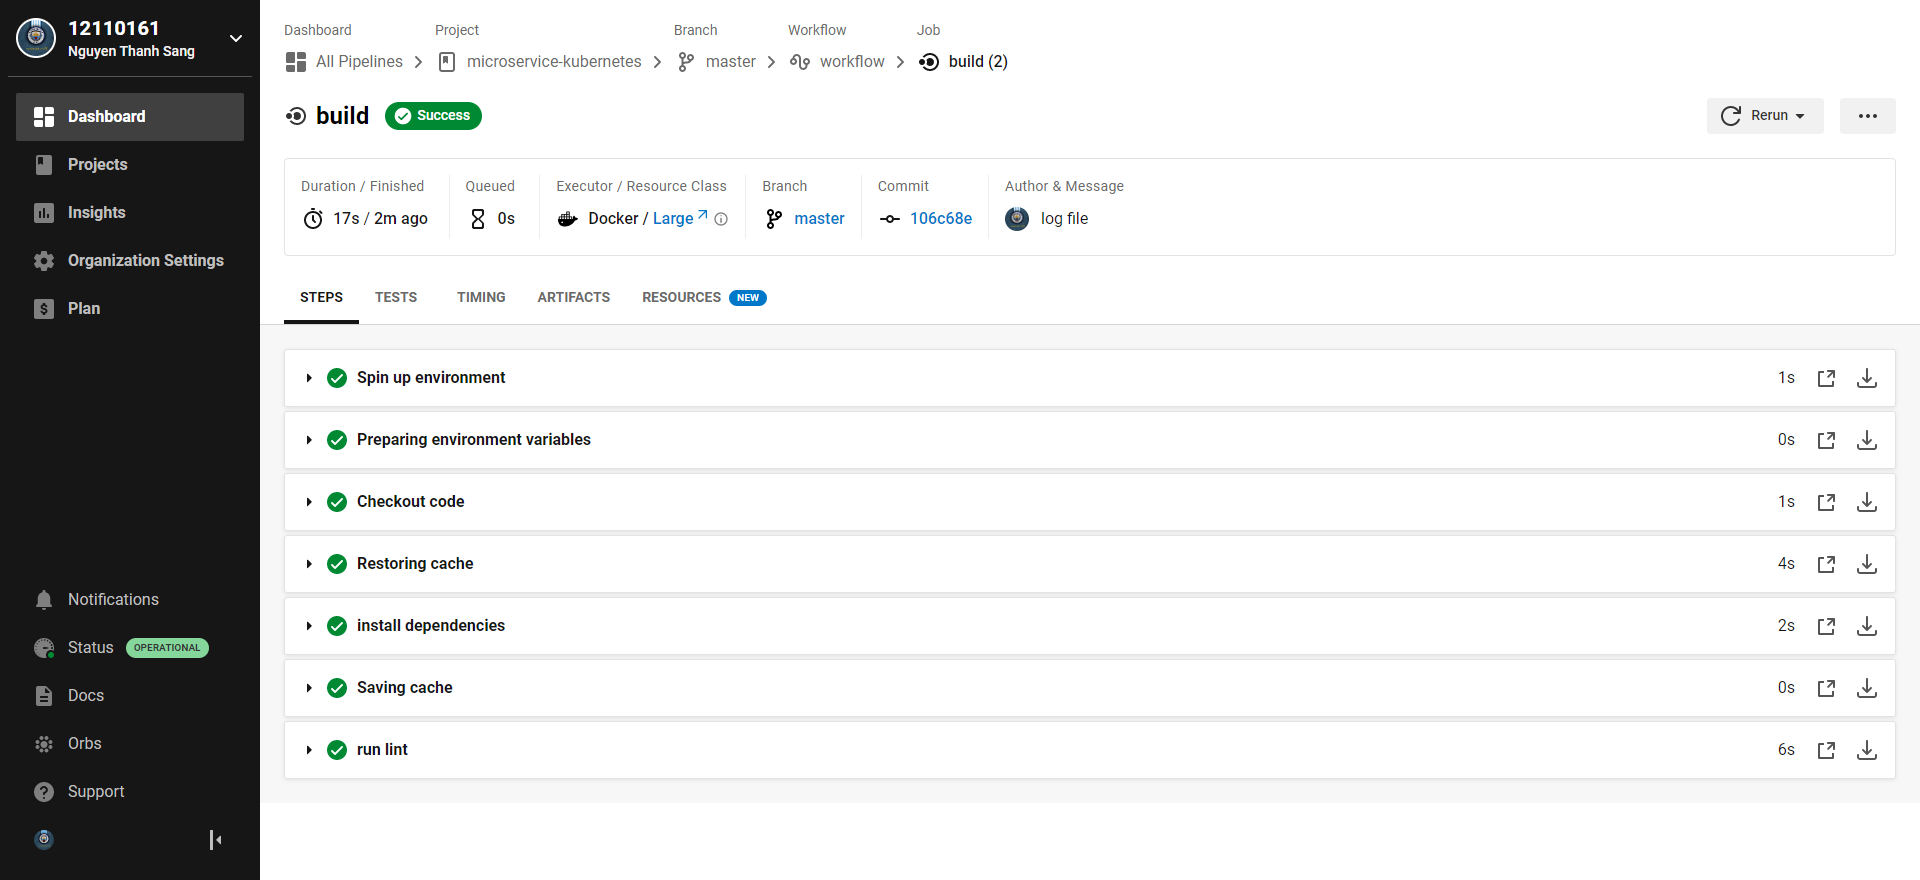 12110161
Nguyen Thanh Sang
Dashboard
Projects
Insights
Organization Settings
Plan
Notifications
Status OPERATIONAL
Docs
Orbs
Support
Dashboard Project Branch Workflow Job
All Pipelines microservice-kubernetes master workflow build (2)
build Success
Rerun
Duration / Finished Queued Executor / Resource Class Branch Commit Author & Message
17s / 2m ago 0s Docker / Large master 106c68e log file
STEPS TESTS TIMING ARTIFACTS RESOURCES NEW
Spin up environment 1s
Preparing environment variables 0s
Checkout code 1s
Restoring cache 4s
install dependencies 2s
Saving cache 0s
run lint 6s